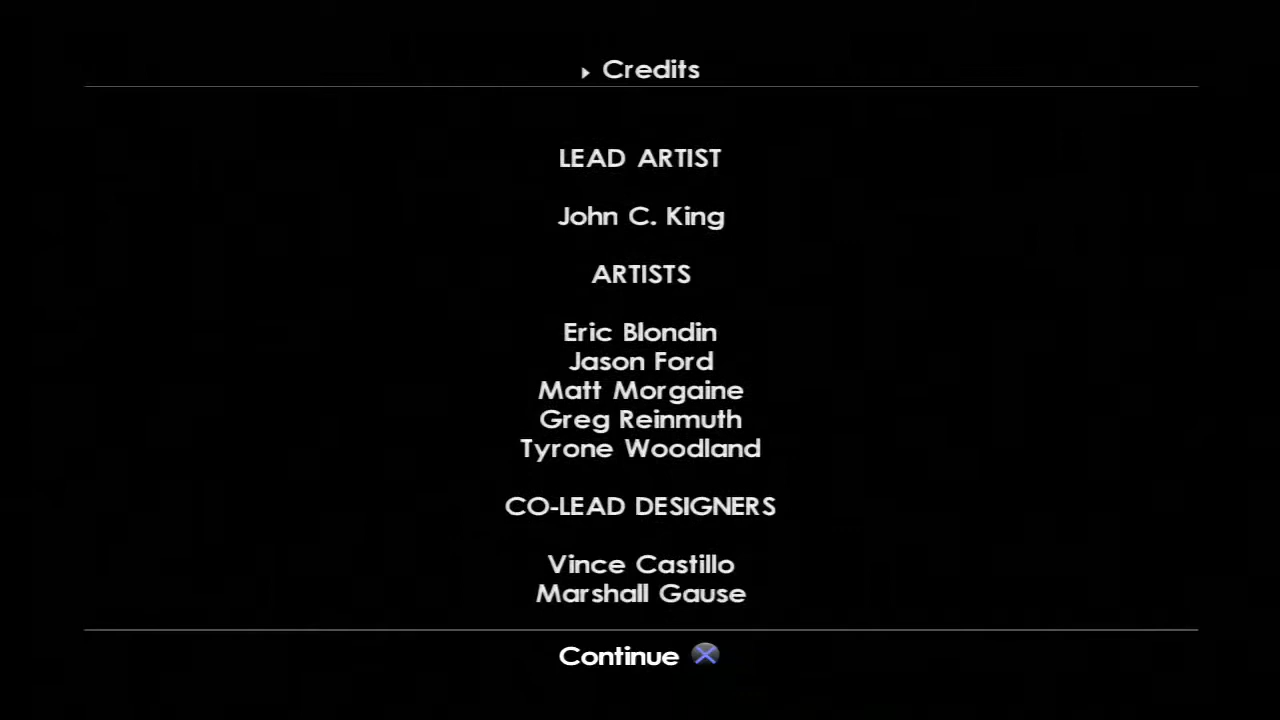 Credits
LEAD ARTIST
John C. King
ARTISTS
Eric Blondin
Jason Ford
Matt Morgaine
Greg Reinmuth
Tyrone Woodland
CO-LEAD DESIGNERS
Vince Castillo
Marshall Gause
Continue